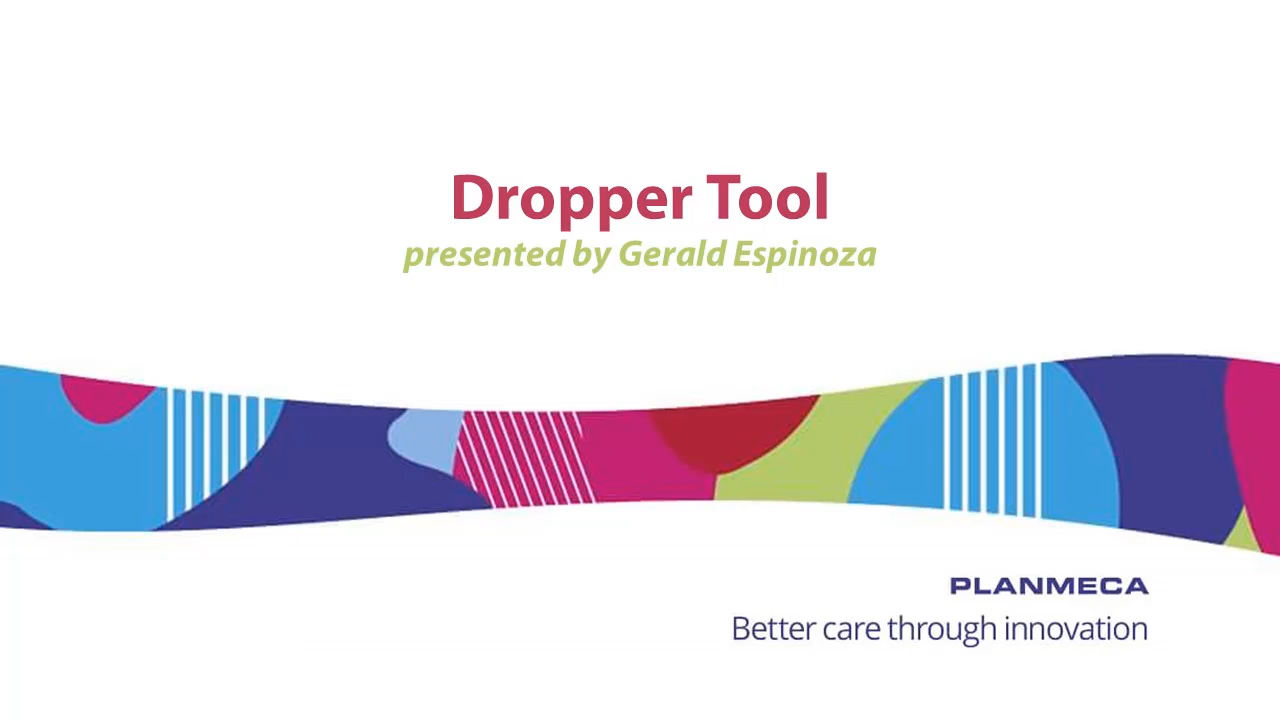 Dropper Tool
presented by Gerald Espinoza
PLANMECA
Better care through innovation